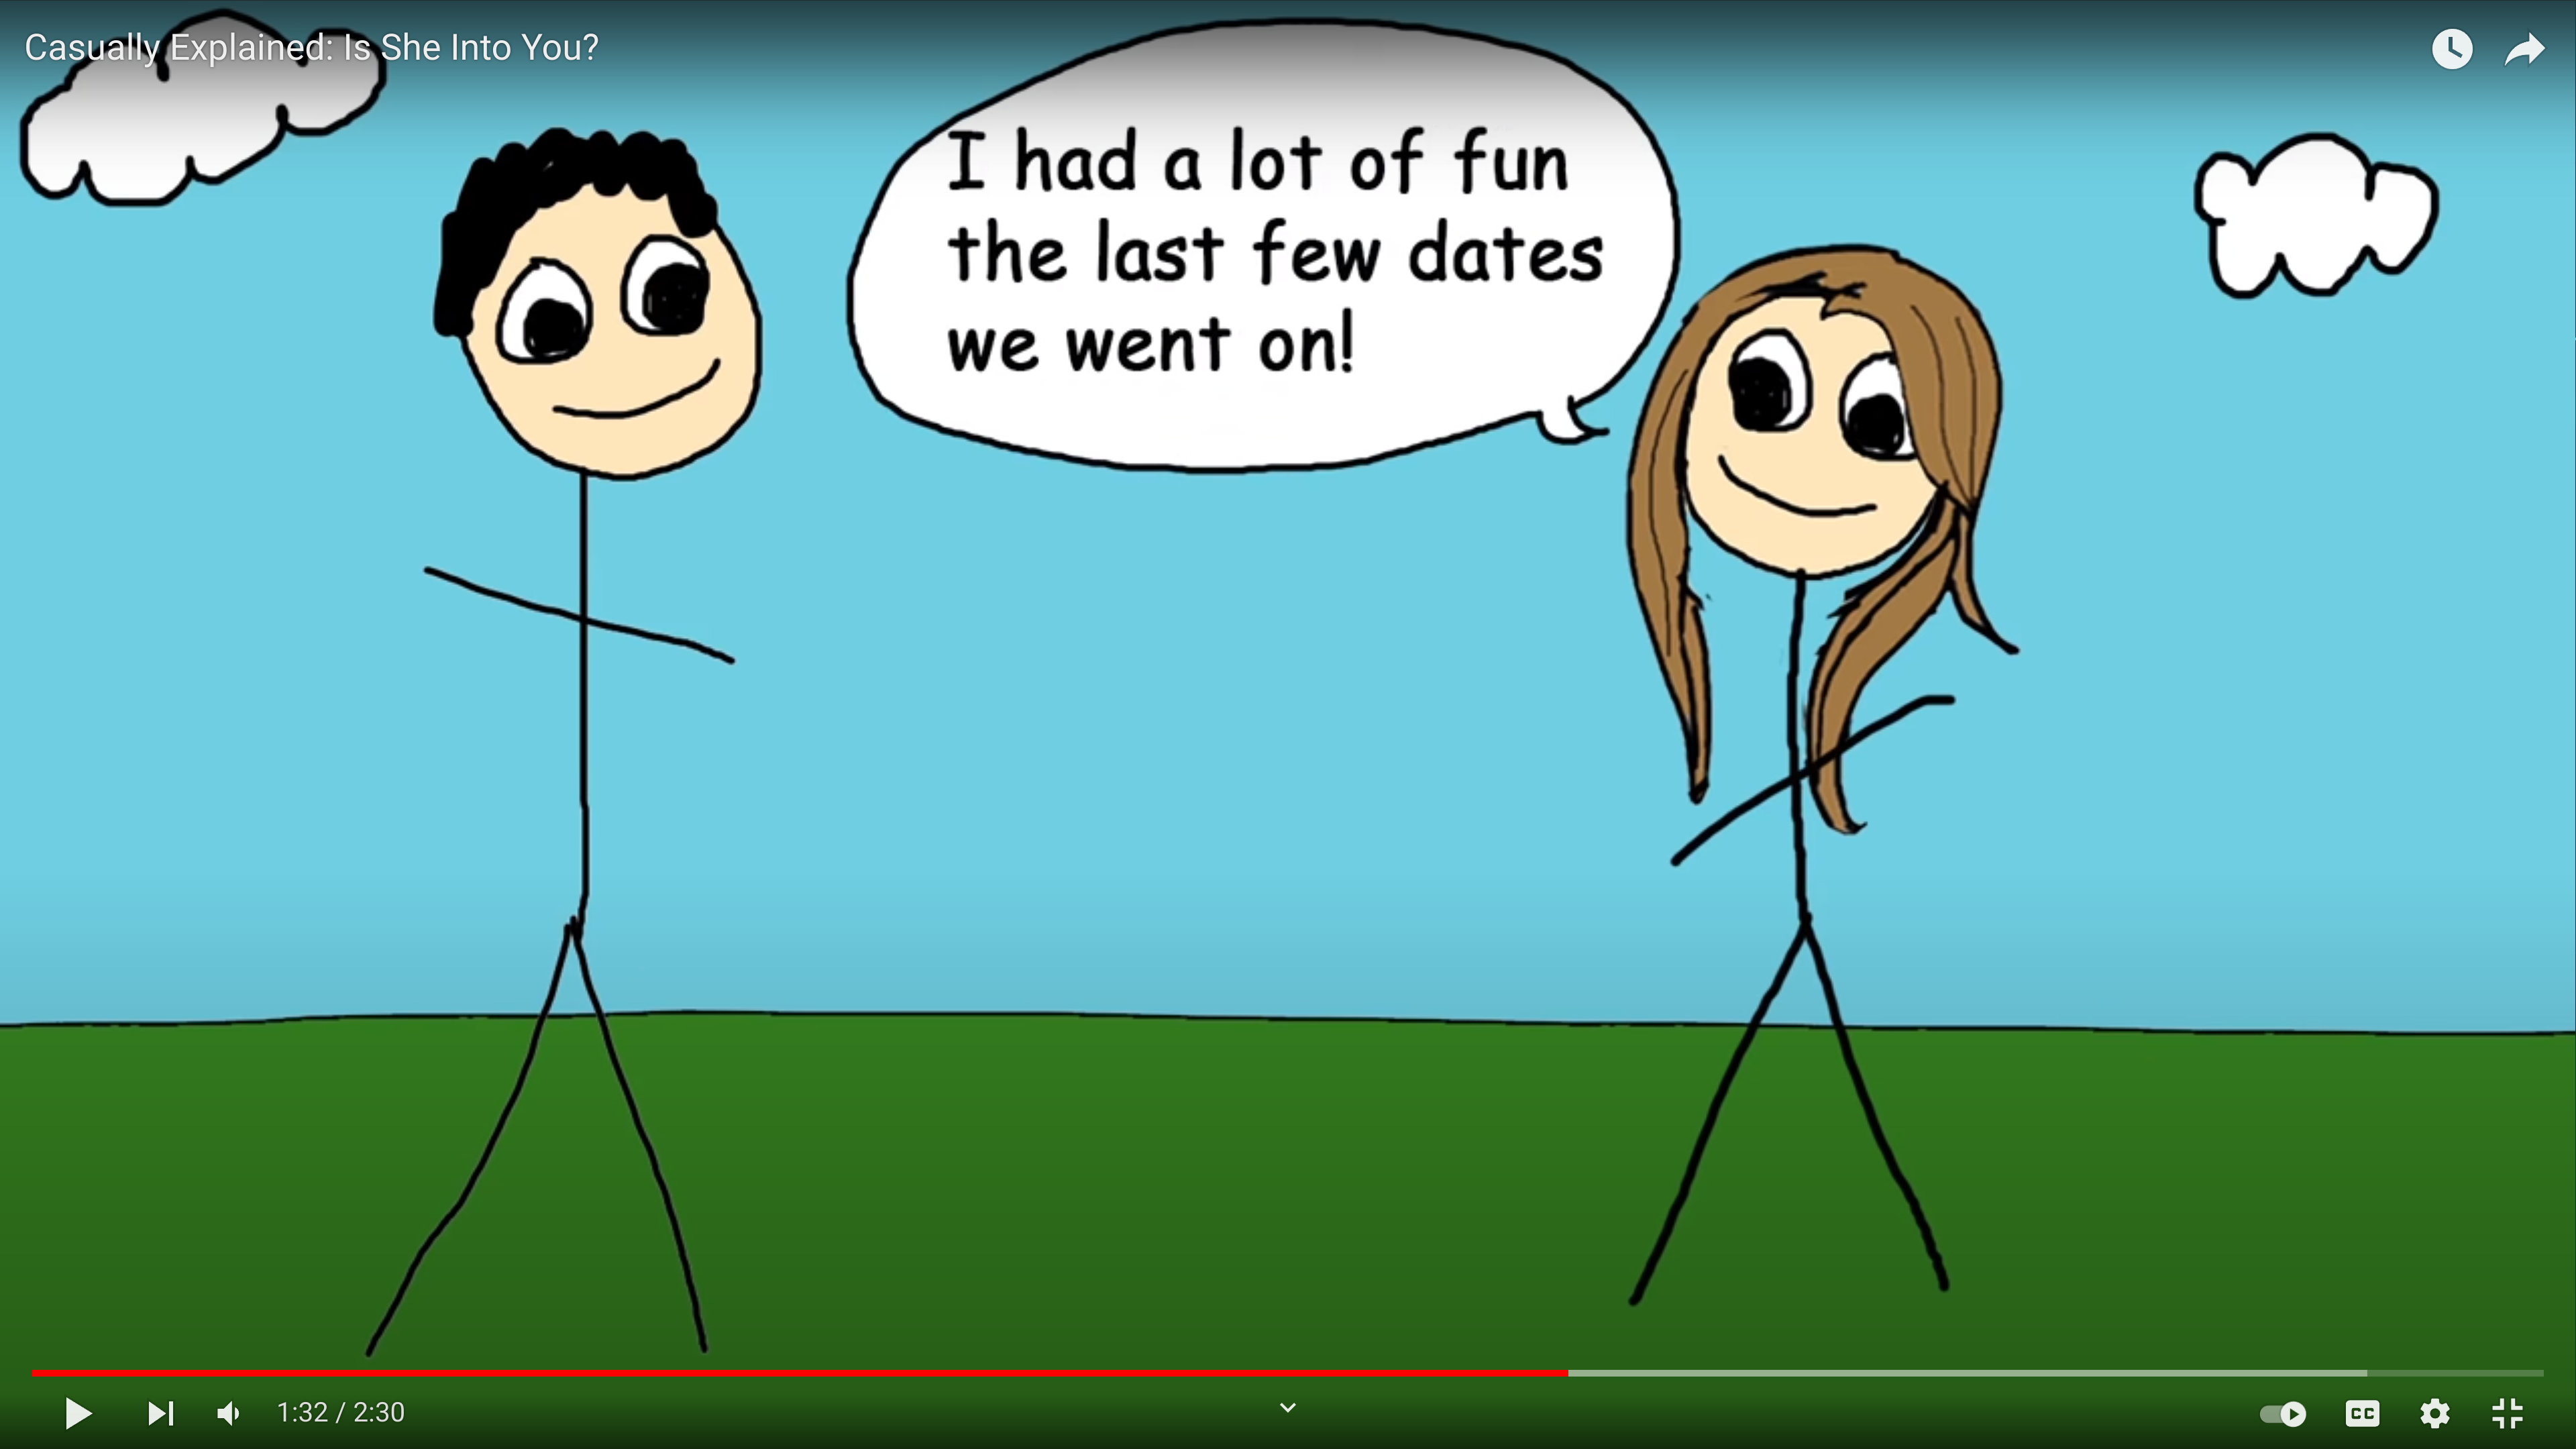 Casually Explained: Is She Into You?
I had a lot of fun
the last few dates
we went on!
1:32 / 2:30
CC